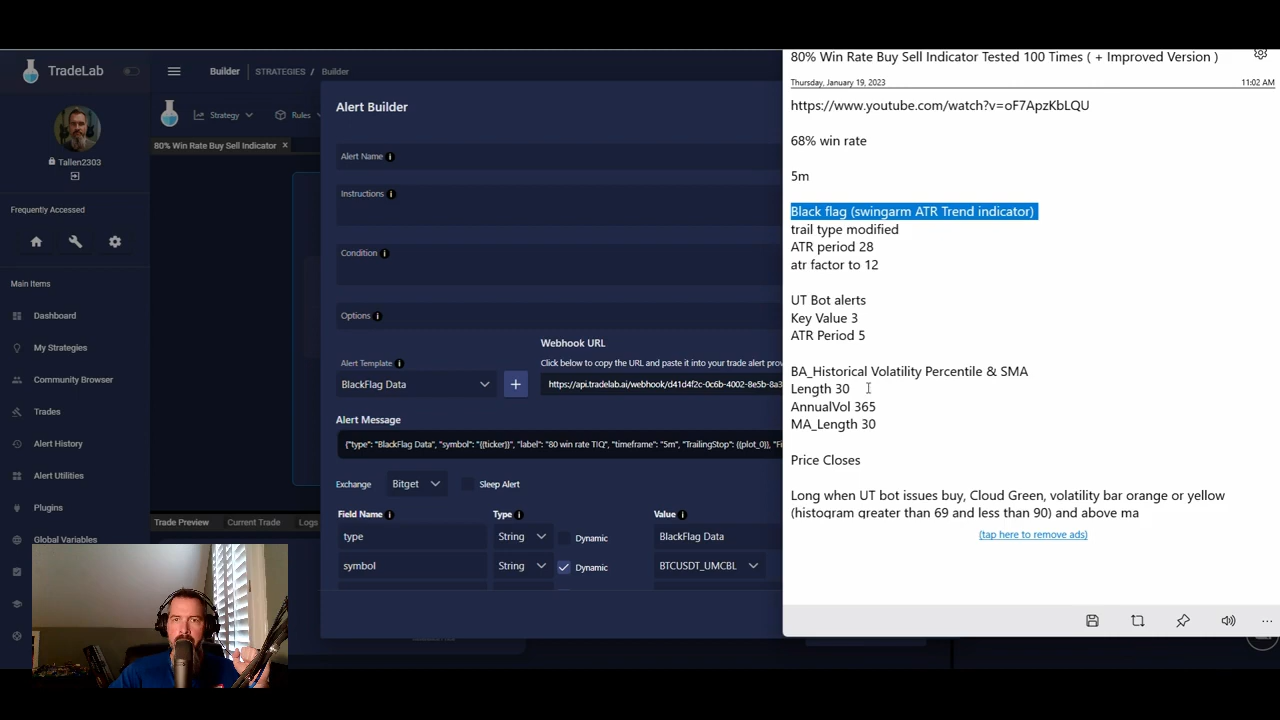 TradeLab
Builder
STRATEGIES / Builder
Strategy
Rules
80% Win Rate Buy Sell Indicator ×
Tallen2303
Frequently Accessed
Main Items
Dashboard
My Strategies
Community Browser
Trades
Alert History
Alert Utilities
Plugins
Global Variables
Alert Builder
Alert Name
Instructions
Condition
Options
Webhook URL
Alert Template
Click below to copy the URL and paste it into your trade alert prov
BlackFlag Data
+
https://api.tradelab.ai/webhook/d41d4f2c-0c6b-4002-8e5b-8a3
Alert Message
{"type": "BlackFlag Data", "symbol": "{{ticker}}", "label": "80 win rate TIQ", "timeframe": "5m", "TrailingStop": {{plot_0}}, "Fi
Exchange
Bitget
Sleep Alert
Field Name
Type
Value
type
String
Dynamic
BlackFlag Data
symbol
String
Dynamic
BTCUSDT_UMCBL
Trade Preview
Current Trade
Logs
80% Win Rate Buy Sell Indicator Tested 100 Times ( + Improved Version )
Thursday, January 19, 2023
11:02 AM
https://www.youtube.com/watch?v=oF7ApzKbLQU
68% win rate
5m
Black flag (swingarm ATR Trend indicator)
trail type modified
ATR period 28
atr factor to 12
UT Bot alerts
Key Value 3
ATR Period 5
BA_Historical Volatility Percentile & SMA
Length 30
AnnualVol 365
MA_Length 30
Price Closes
Long when UT bot issues buy, Cloud Green, volatility bar orange or yellow
(histogram greater than 69 and less than 90) and above ma
(tap here to remove ads)